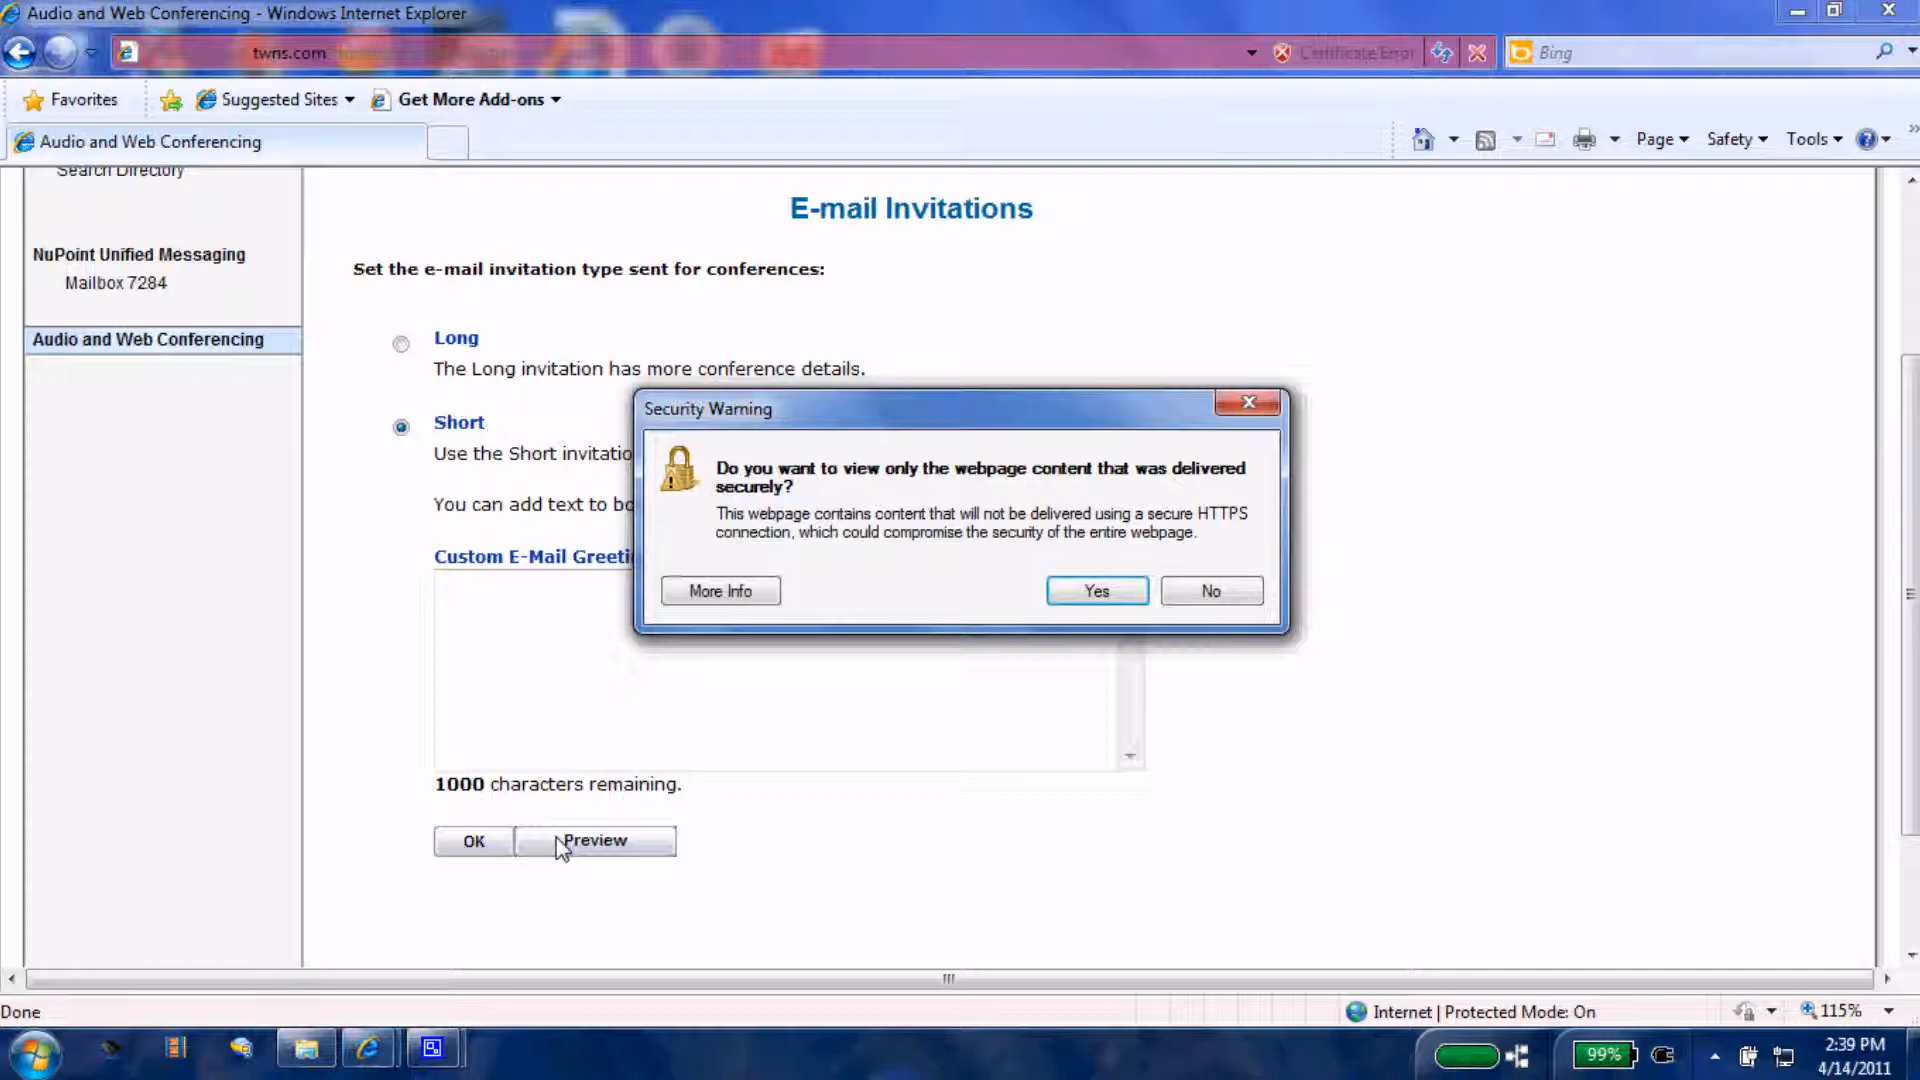 Audio and Web Conferencing - Windows Internet Explorer
twns.com
Certificate Error
Bing
Favorites
Suggested Sites
Get More Add-ons
Audio and Web Conferencing
Page
Safety
Tools
Search Directory
NuPoint Unified Messaging
Mailbox 7284
Audio and Web Conferencing
E-mail Invitations
Set the e-mail invitation type sent for conferences:
Long
The Long invitation has more conference details.
Short
Use the Short invitatio
You can add text to bo
Custom E-Mail Greeti
Security Warning
Do you want to view only the webpage content that was delivered
securely?
This webpage contains content that will not be delivered using a secure HTTPS
connection, which could compromise the security of the entire webpage.
More Info
Yes
No
1000 characters remaining.
OK
Preview
Done
Internet | Protected Mode: On
115%
99%
2:39 PM
4/14/2011